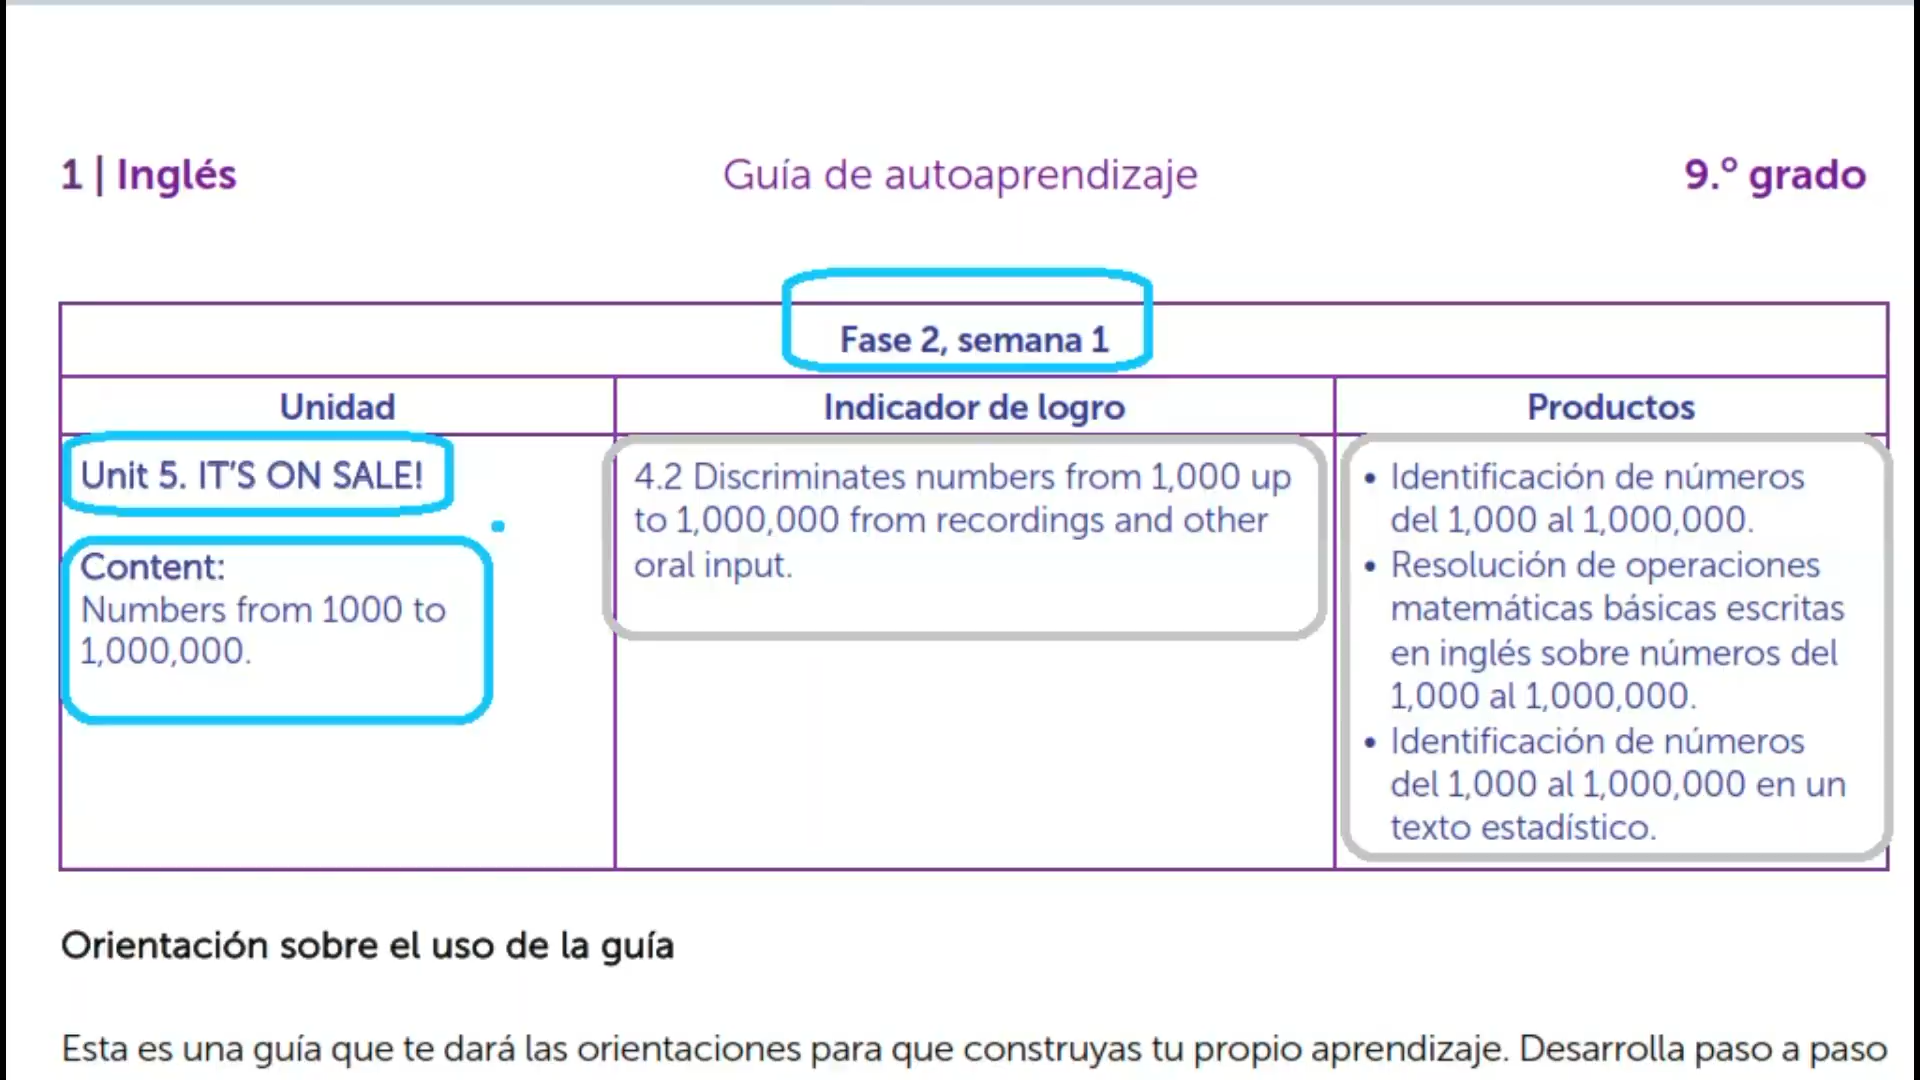 1 | Inglés
Guía de autoaprendizaje
9.º grado
Fase 2, semana 1
Unidad
Indicador de logro
Productos
Unit 5. IT’S ON SALE!
Content:
Numbers from 1000 to
1,000,000.
4.2 Discriminates numbers from 1,000 up
to 1,000,000 from recordings and other
oral input.
• Identificación de números
del 1,000 al 1,000,000.
• Resolución de operaciones
matemáticas básicas escritas
en inglés sobre números del
1,000 al 1,000,000.
• Identificación de números
del 1,000 al 1,000,000 en un
texto estadístico.
Orientación sobre el uso de la guía
Esta es una guía que te dará las orientaciones para que construyas tu propio aprendizaje. Desarrolla paso a paso